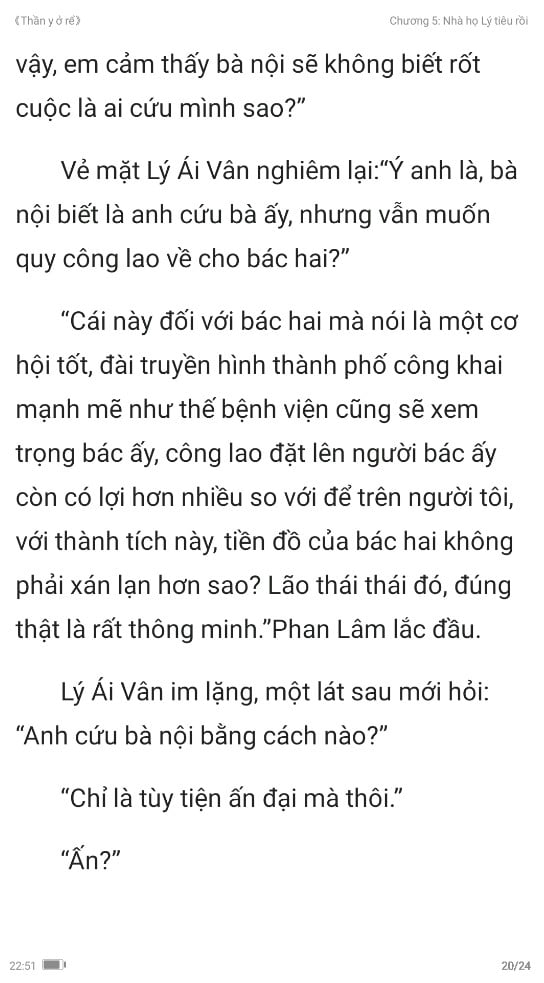 《Thần y ở rể》
Chương 5: Nhà họ Lý tiêu rồi
vậy, em cảm thấy bà nội sẽ không biết rốt
cuộc là ai cứu mình sao?”
Vẻ mặt Lý Ái Vân nghiêm lại:“Ý anh là, bà
nội biết là anh cứu bà ấy, nhưng vẫn muốn
quy công lao về cho bác hai?”
“Cái này đối với bác hai mà nói là một cơ
hội tốt, đài truyền hình thành phố công khai
mạnh mẽ như thế bệnh viện cũng sẽ xem
trọng bác ấy, công lao đặt lên người bác ấy
còn có lợi hơn nhiều so với để trên người tôi,
với thành tích này, tiền đồ của bác hai không
phải xán lạn hơn sao? Lão thái thái đó, đúng
thật là rất thông minh.”Phan Lâm lắc đầu.
Lý Ái Vân im lặng, một lát sau mới hỏi:
“Anh cứu bà nội bằng cách nào?”
“Chỉ là tùy tiện ấn đại mà thôi.”
“Ấn?”
22:51
20/24